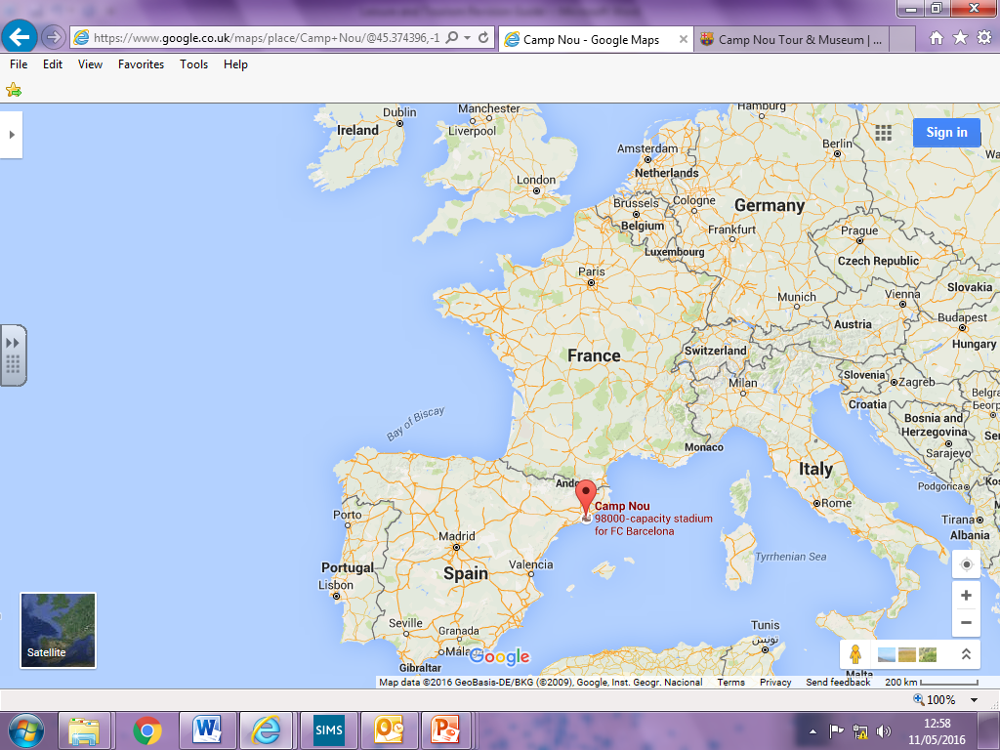 https://www.google.co.uk/maps/place/Camp+Nou/@45.374396,-1
Camp Nou - Google Maps
Camp Nou Tour & Museum | ...
File Edit View Favorites Tools Help
Sign in
Dublin
Ireland
Manchester
Liverpool
London
Hamburg
Amsterdam
Netherlands
Berlin
Brussels
Belgium
Cologne
Germany
Frankfurt
Luxembourg
Prague
Czech Republic
Paris
Munich
Vienna
Slovakia
Austria
Budapest
Hungary
France
Switzerland
Milan
Slovenia
Zagreb
Croatia
Bosnia and
Herzegovina
Sarajevo
Bay of Biscay
Monaco
Italy
Rome
Podgorica
Tirana
Albania
Camp Nou
98000-capacity stadium
for FC Barcelona
Porto
Madrid
Spain
Valencia
Portugal
Lisbon
Tyrrhenian Sea
Seville
Granada
Gibraltar
Tunis
تونس
Malta
Satellite
Google
Map data ©2016 GeoBasis-DE/BKG (©2009), Google, Inst. Geogr. Nacional Terms Privacy Send feedback 200 km
100%
SIMS
12:58
11/05/2016